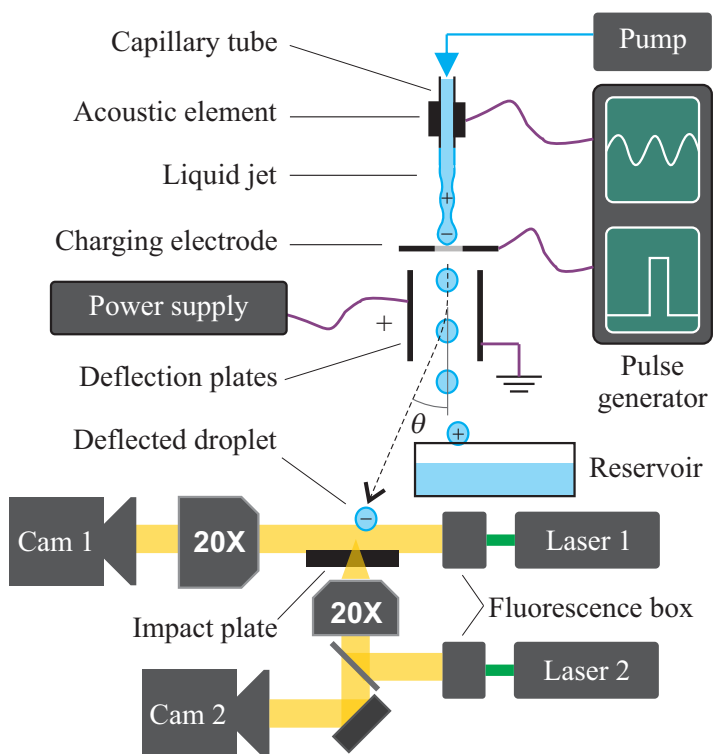 Capillary tube
Pump
Acoustic element
Liquid jet
+
−
Charging electrode
Power supply
+
Deflection plates
Pulse
generator
θ
Deflected droplet
+
Reservoir
−
Cam 1
20X
Laser 1
Impact plate
20X
Fluorescence box
Cam 2
Laser 2